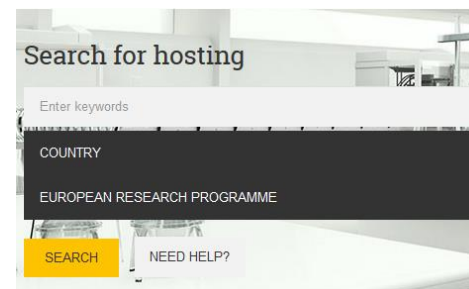 Search for hosting
Enter keywords
COUNTRY
EUROPEAN RESEARCH PROGRAMME
SEARCH
NEED HELP?